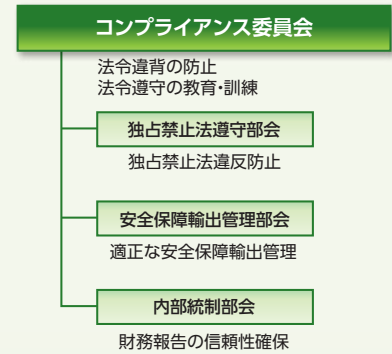 コンプライアンス委員会
法令違背の防止
法令遵守の教育・訓練
独占禁止法遵守部会
独占禁止法違反防止
安全保障輸出管理部会
適正な安全保障輸出管理
内部統制部会
財務報告の信頼性確保